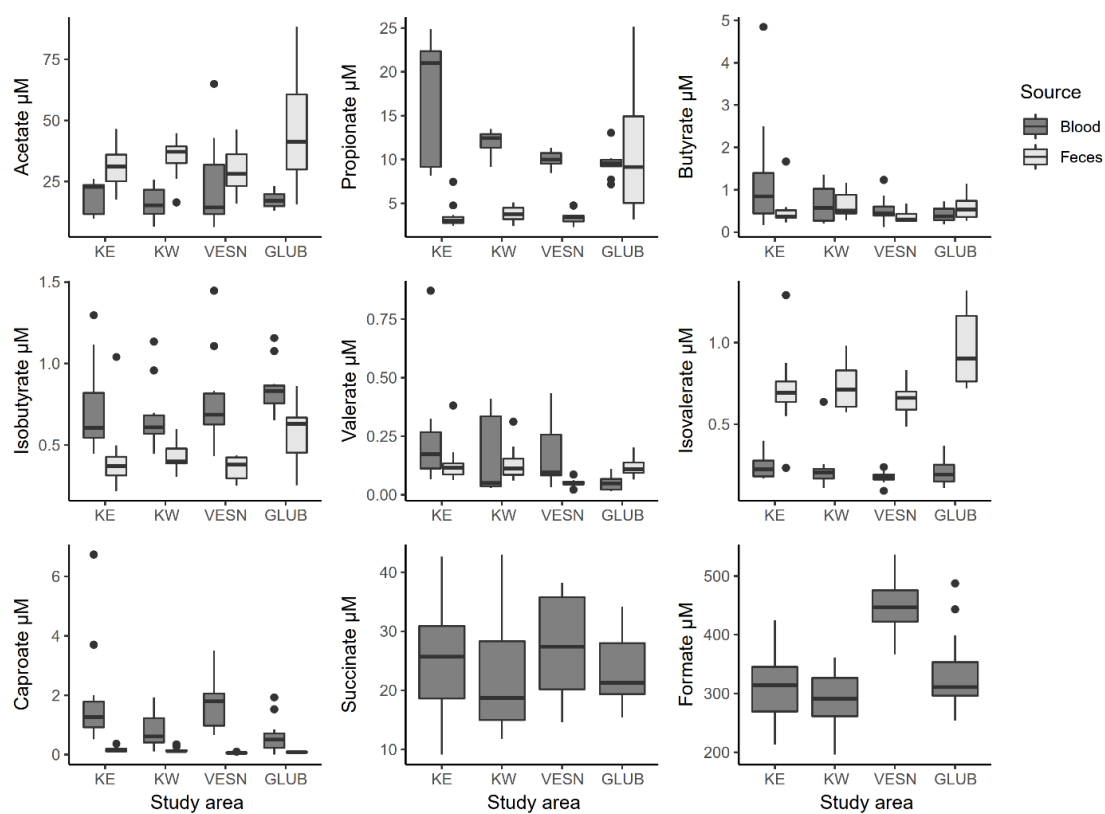 Acetate µM
75
50
25
KE KW VESN GLUB
Propionate µM
25
20
15
10
5
0
KE KW VESN GLUB
Butyrate µM
5
4
3
2
1
0
KE KW VESN GLUB
Source
Blood
Feces
Isobutyrate µM
1.5
1.0
0.5
KE KW VESN GLUB
Valerate µM
0.75
0.50
0.25
0.00
KE KW VESN GLUB
Isovalerate µM
1.0
0.5
0.0
KE KW VESN GLUB
Caproate µM
6
4
2
0
KE KW VESN GLUB
Study area
Succinate µM
40
30
20
10
KE KW VESN GLUB
Study area
Formate µM
500
400
300
200
KE KW VESN GLUB
Study area